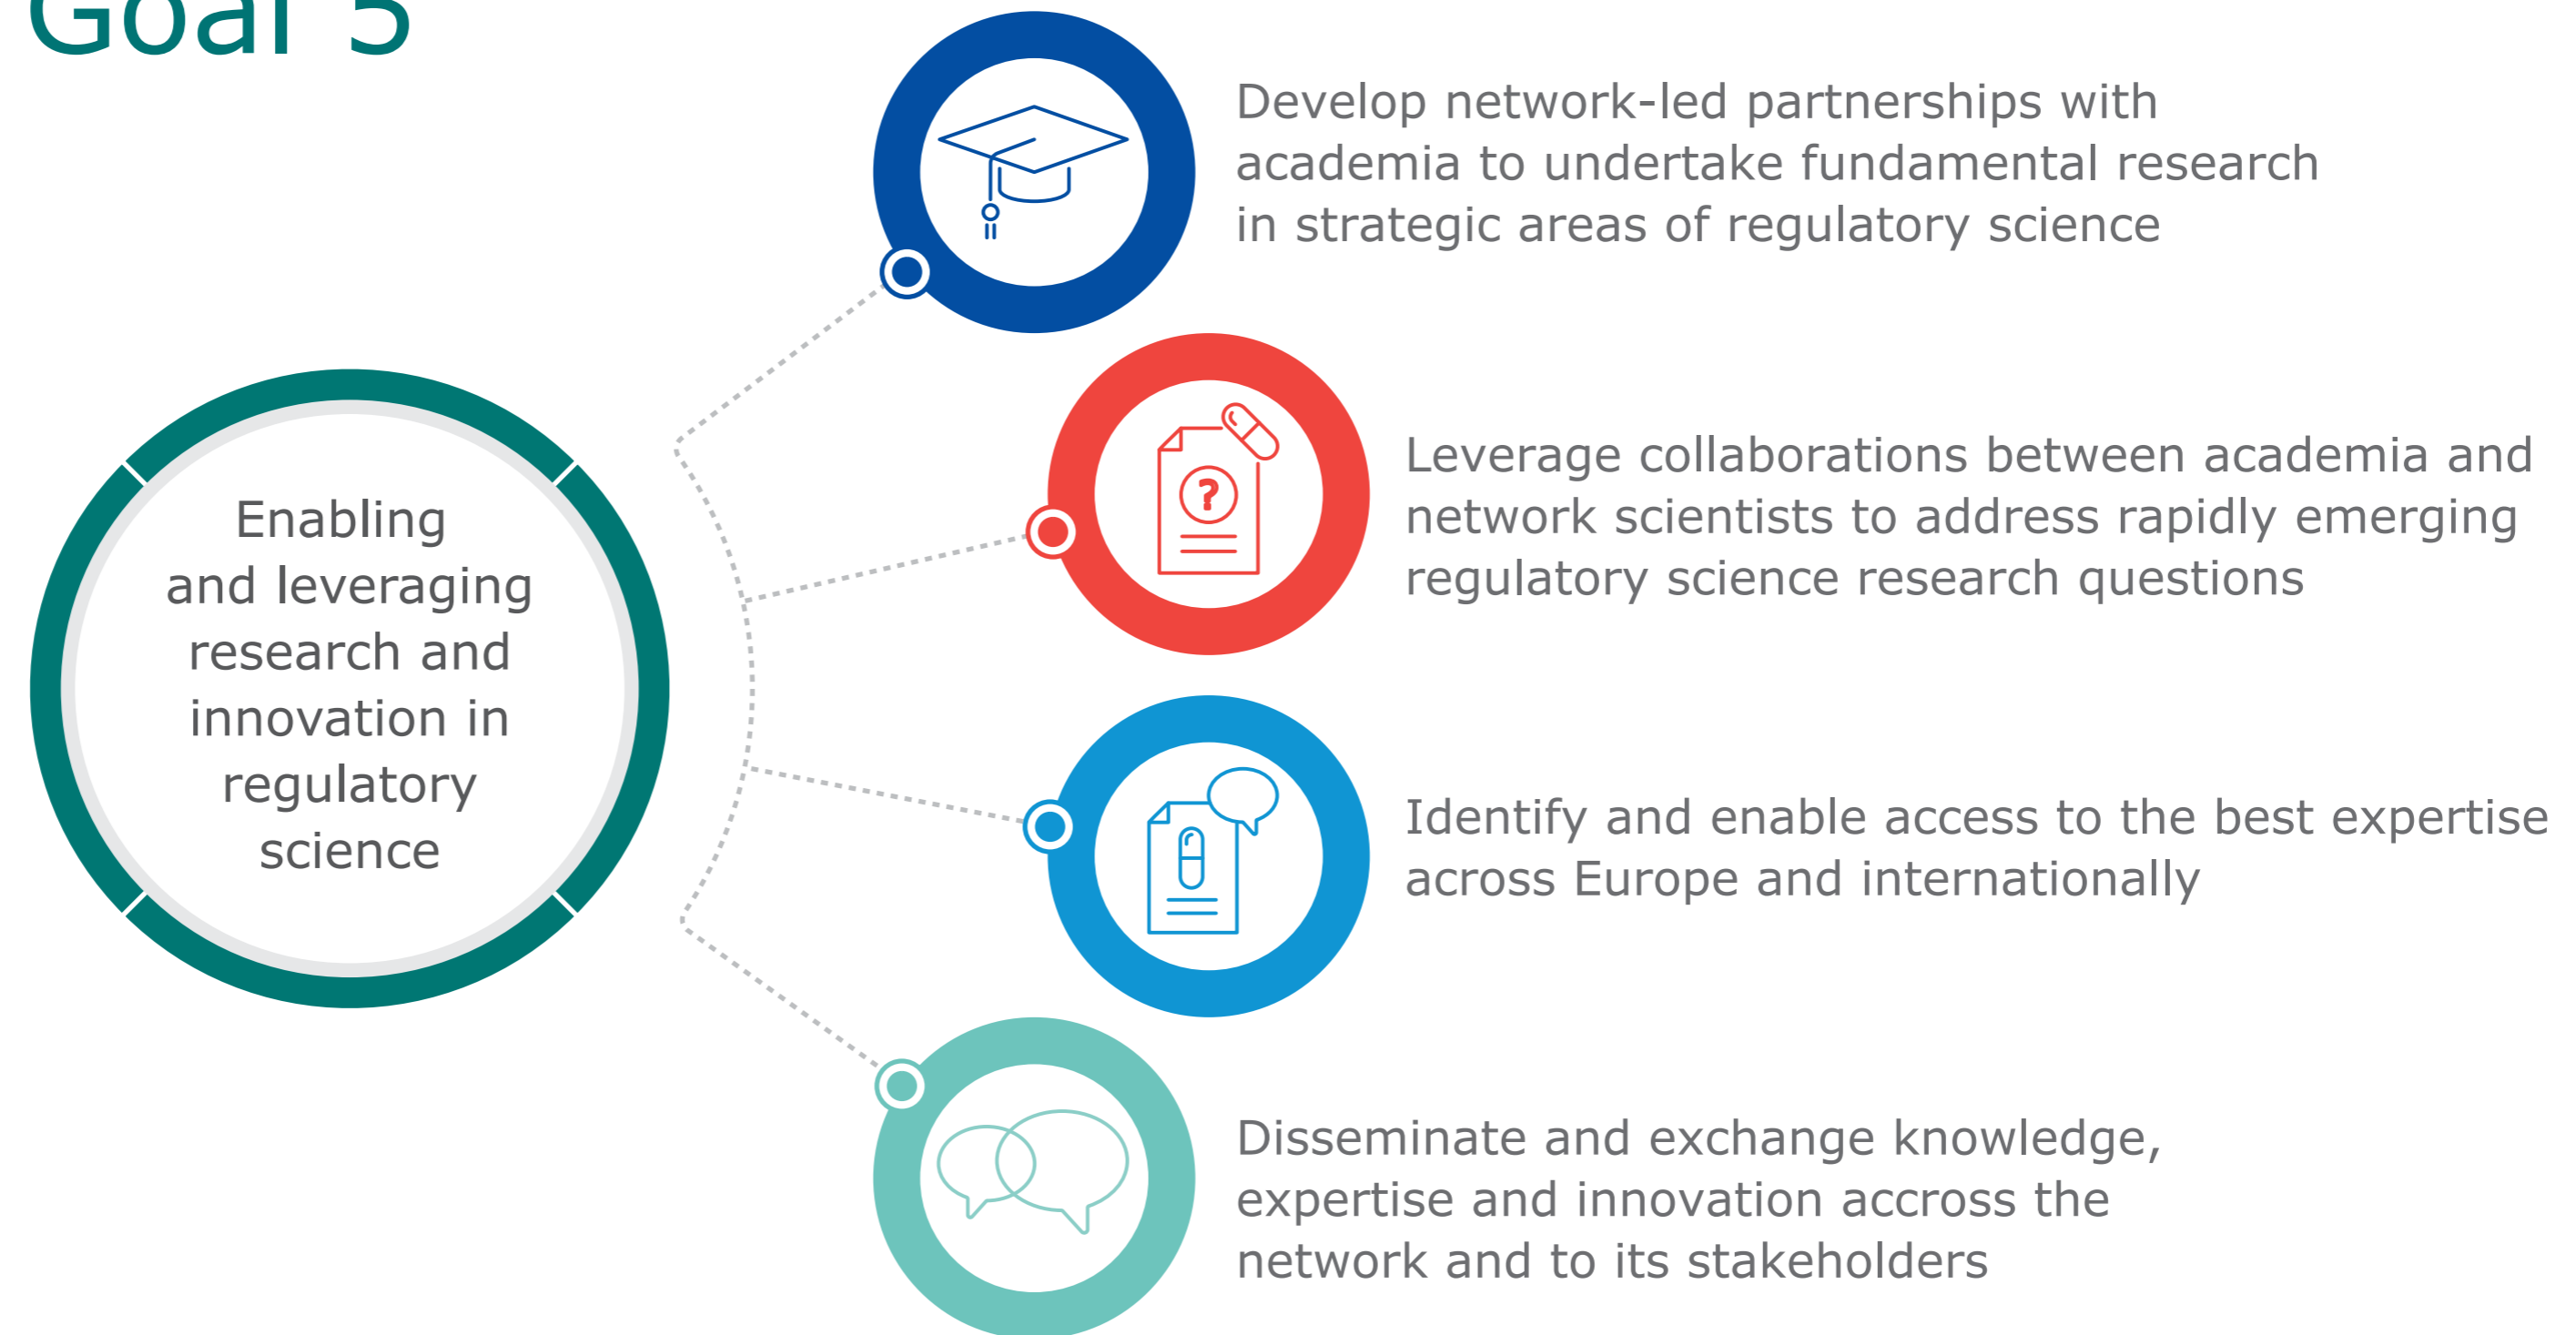 Goal 5
Develop network-led partnerships with
academia to undertake fundamental research
in strategic areas of regulatory science
Enabling
and leveraging
research and
innovation in
regulatory
science
?
Leverage collaborations between academia and
network scientists to address rapidly emerging
regulatory science research questions
Identify and enable access to the best expertise
across Europe and internationally
Disseminate and exchange knowledge,
expertise and innovation accross the
network and to its stakeholders